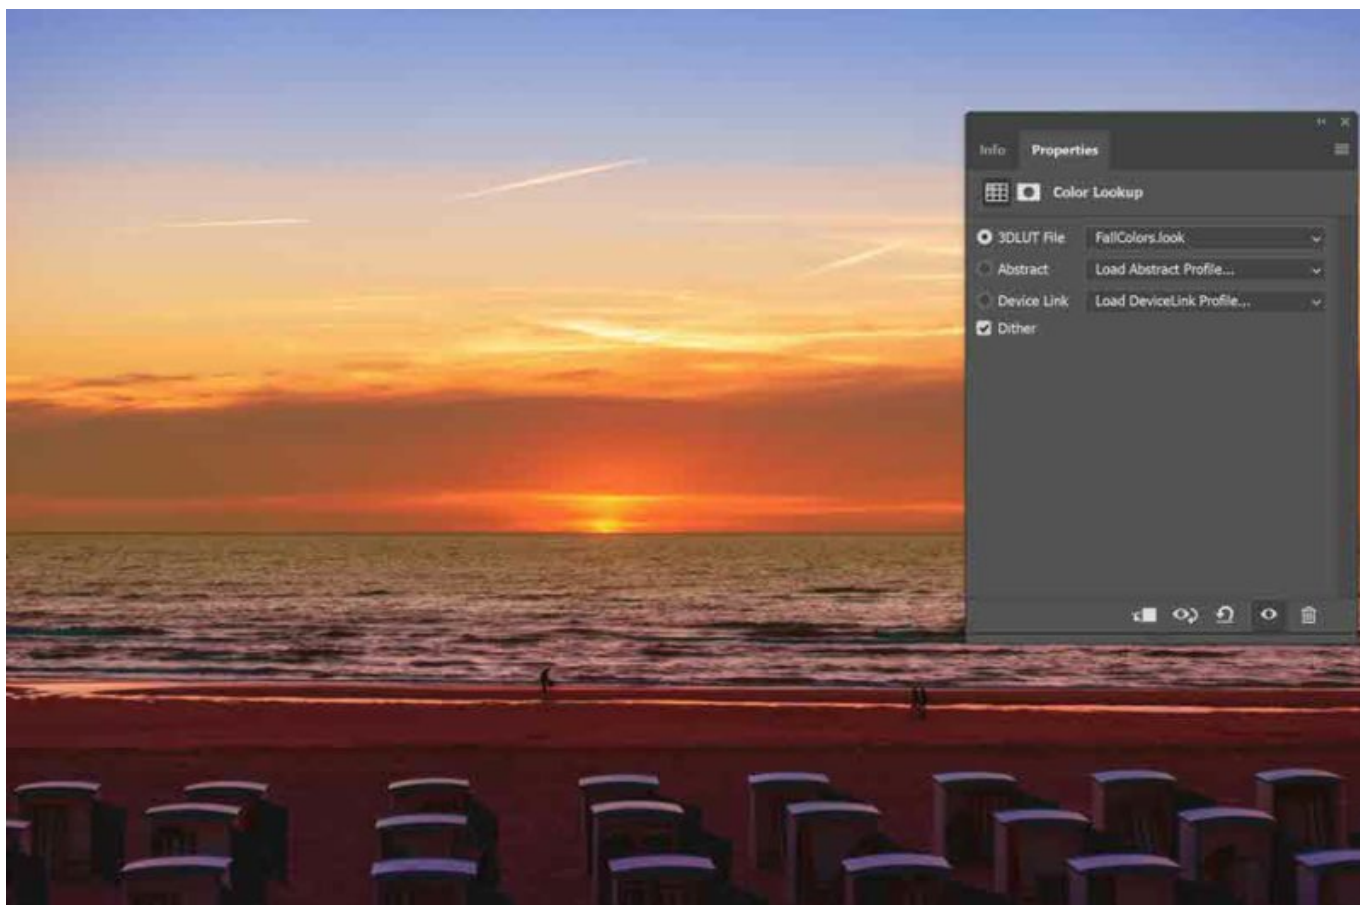 Info Properties
Color Lookup
3DLUT File FallColors.look
Abstract Load Abstract Profile...
Device Link Load DeviceLink Profile...
Dither